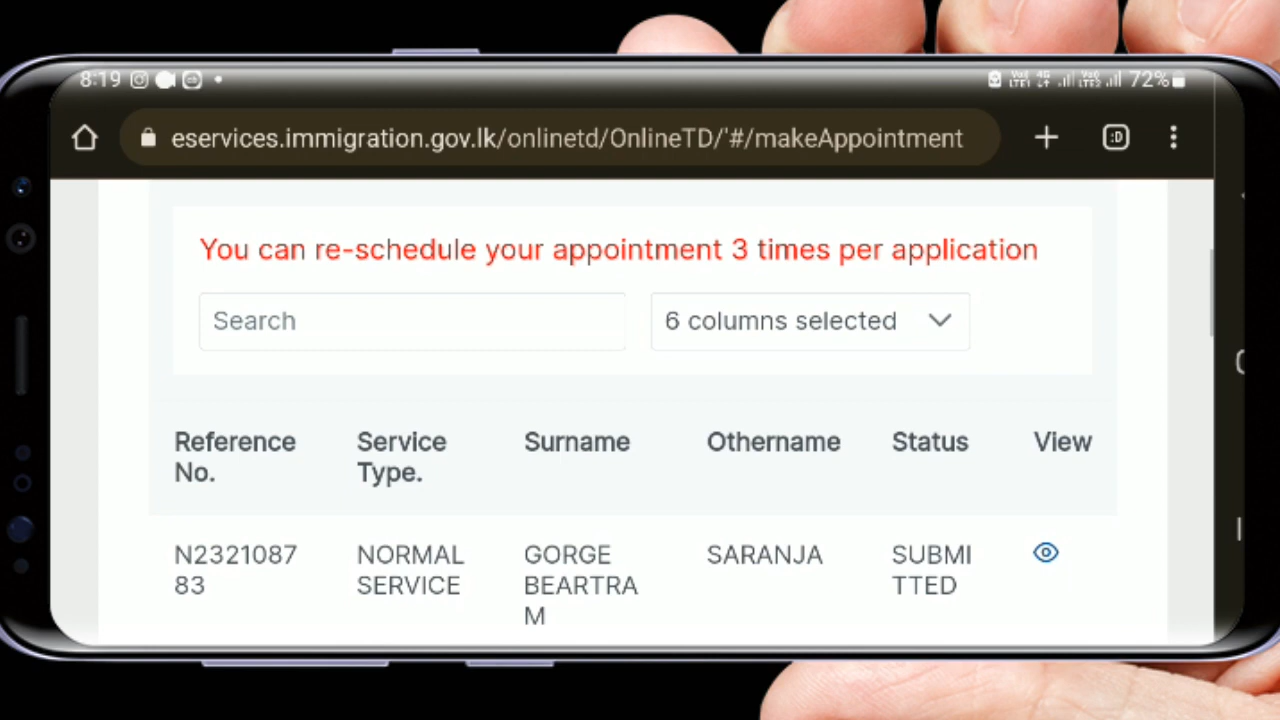 8:19
72%
eservices.immigration.gov.lk/onlinetd/OnlineTD/'#/makeAppointment
:D
You can re-schedule your appointment 3 times per application
Search
6 columns selected
Reference No.
Service Type.
Surname
Othername
Status
View
N2321087
83
NORMAL
SERVICE
GORGE
BEARTRA
M
SARANJA
SUBMI
TTED